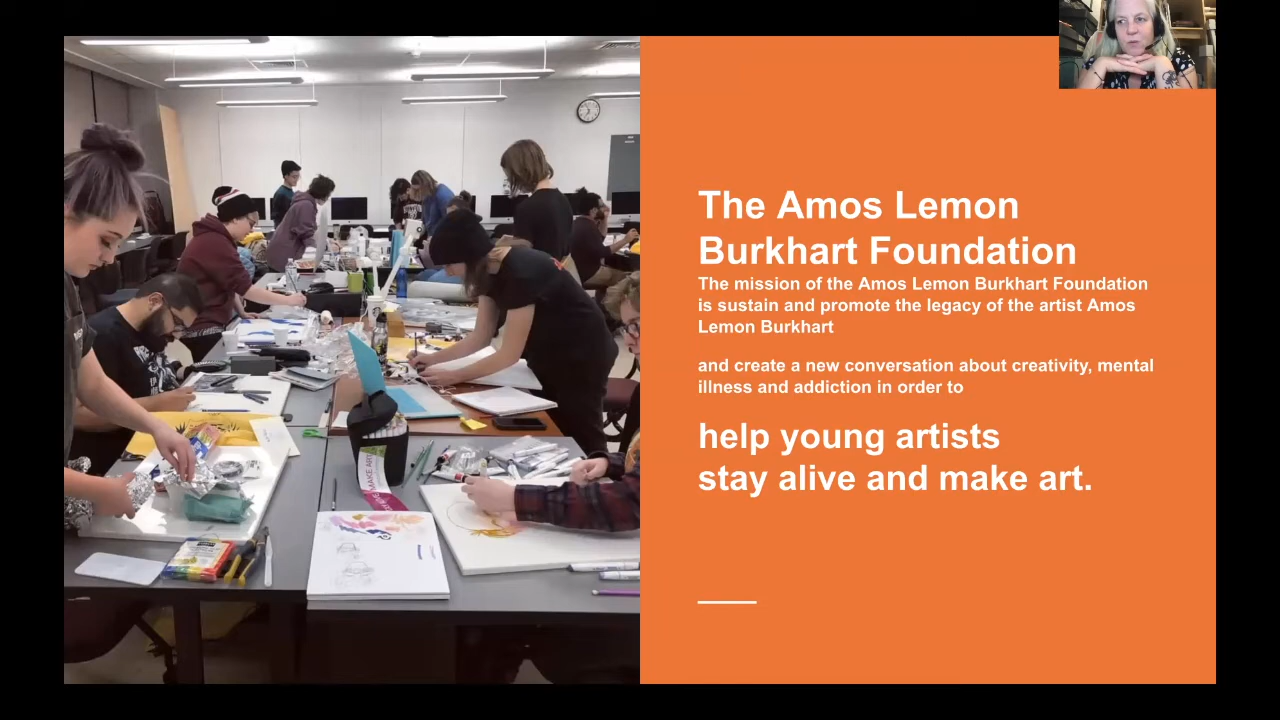 The Amos Lemon
Burkhart Foundation
The mission of the Amos Lemon Burkhart Foundation
is sustain and promote the legacy of the artist Amos
Lemon Burkhart
and create a new conversation about creativity, mental
illness and addiction in order to
help young artists
stay alive and make art.
MAKE ART